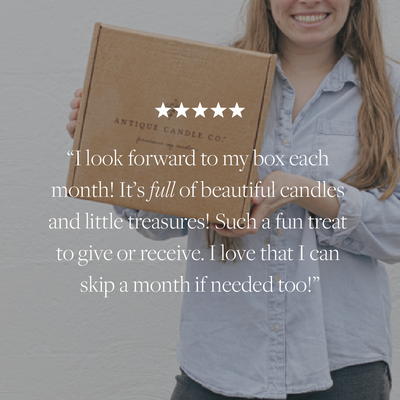 ★★★★★
ANTIQUE CANDLE CO.
“I look forward to my box each
month! It’s full of beautiful candles
and little treasures! Such a fun treat
to give or receive. I love that I can
skip a month if needed too!”